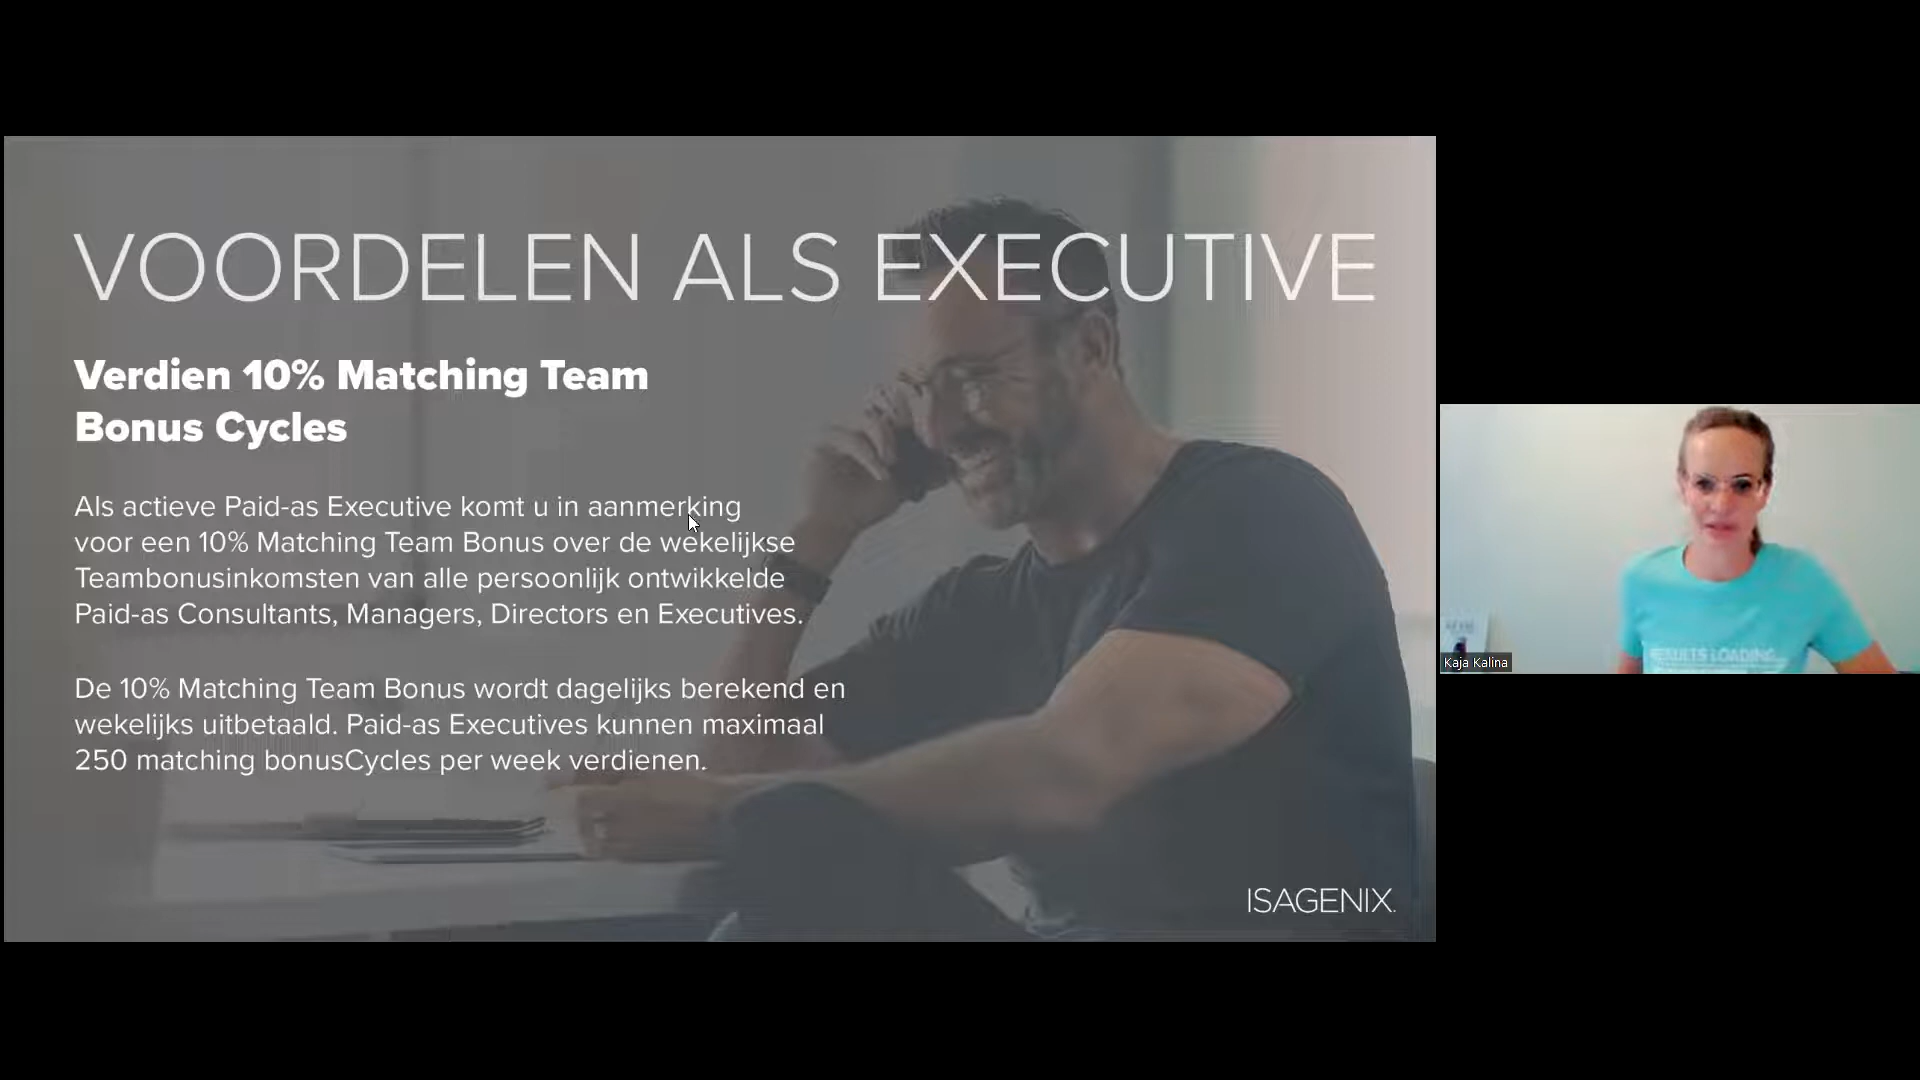 VOORDELEN ALS EXECUTIVE
Verdien 10% Matching Team
Bonus Cycles
Als actieve Paid-as Executive komt u in aanmerking
voor een 10% Matching Team Bonus over de wekelijkse
Teambonusinkomsten van alle persoonlijk ontwikkelde
Paid-as Consultants, Managers, Directors en Executives.
De 10% Matching Team Bonus wordt dagelijks berekend en
wekelijks uitbetaald. Paid-as Executives kunnen maximaal
250 matching bonusCycles per week verdienen.
ISAGENIX.
RESULTS LOADING...
Kaja Kalina